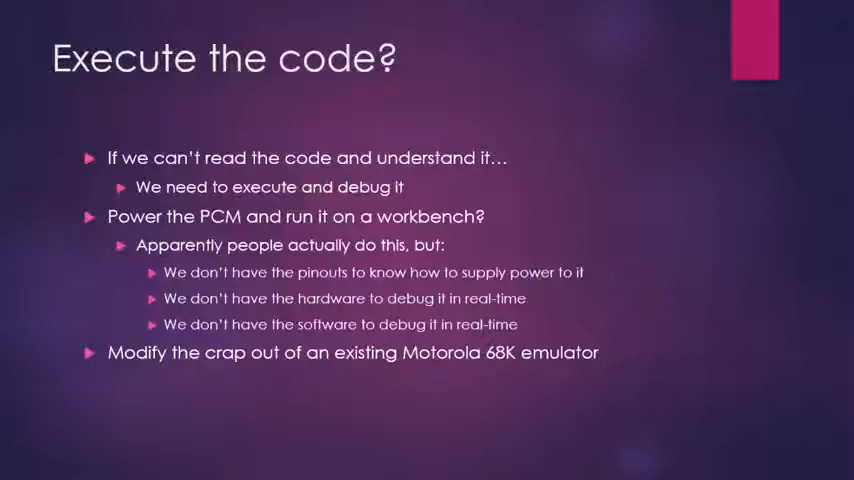 Execute the code?
If we can't read the code and understand it...
We need to execute and debug it
Power the PCM and run it on a workbench?
Apparently people actually do this, but:
We don't have the pinouts to know how to supply power to it
We don't have the hardware to debug it in real-time
We don't have the software to debug it in real-time
Modify the crap out of an existing Motorola 68K emulator